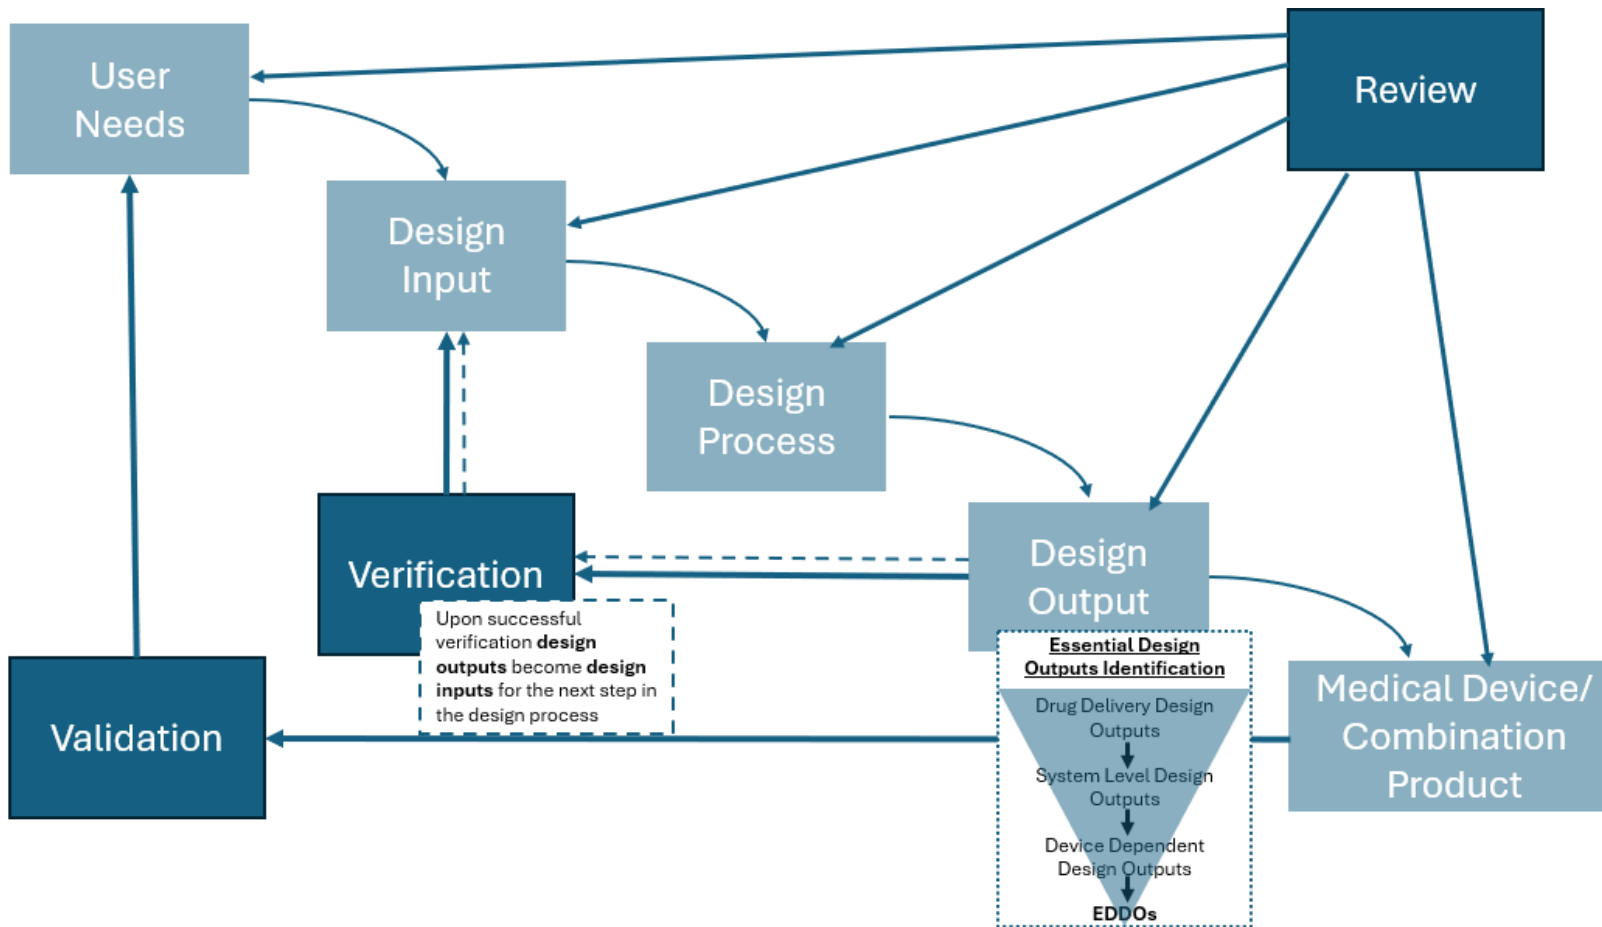 User
Needs
Review
Design
Input
Design
Process
Design
Output
Verification
Upon successful
verification design
outputs become design
inputs for the next step in
the design process
Validation
Essential Design
Outputs Identification
Drug Delivery Design
Outputs
System Level Design
Outputs
Device Dependent
Design Outputs
EDDOs
Medical Device/
Combination
Product